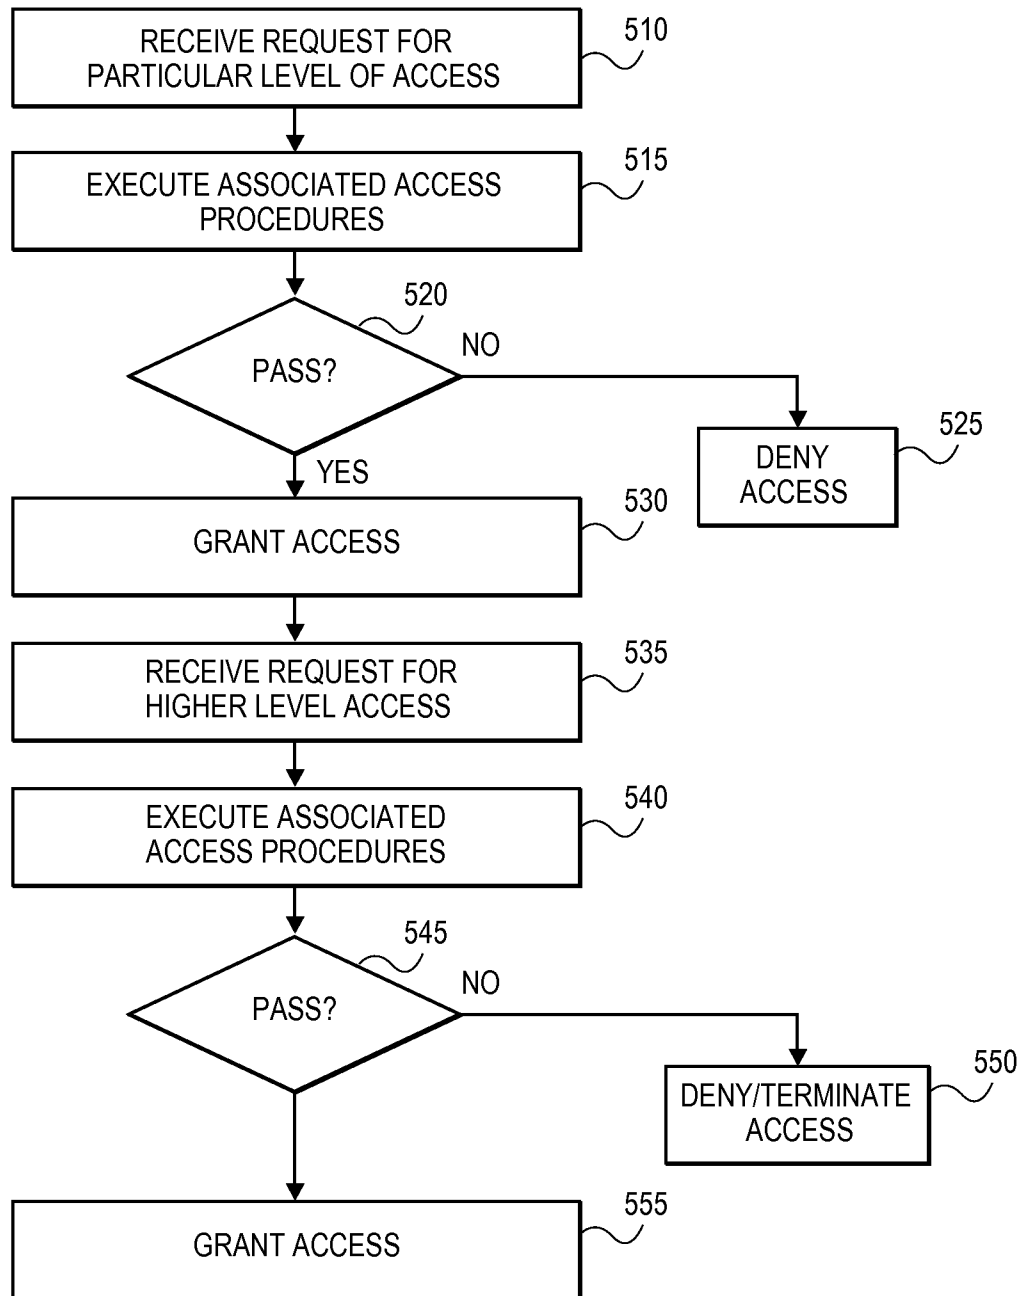 RECEIVE REQUEST FOR
PARTICULAR LEVEL OF ACCESS
510
EXECUTE ASSOCIATED ACCESS
PROCEDURES
515
520
PASS?
NO
YES
DENY
ACCESS
525
GRANT ACCESS
530
RECEIVE REQUEST FOR
HIGHER LEVEL ACCESS
535
EXECUTE ASSOCIATED
ACCESS PROCEDURES
540
545
PASS?
NO
DENY/TERMINATE
ACCESS
550
GRANT ACCESS
555